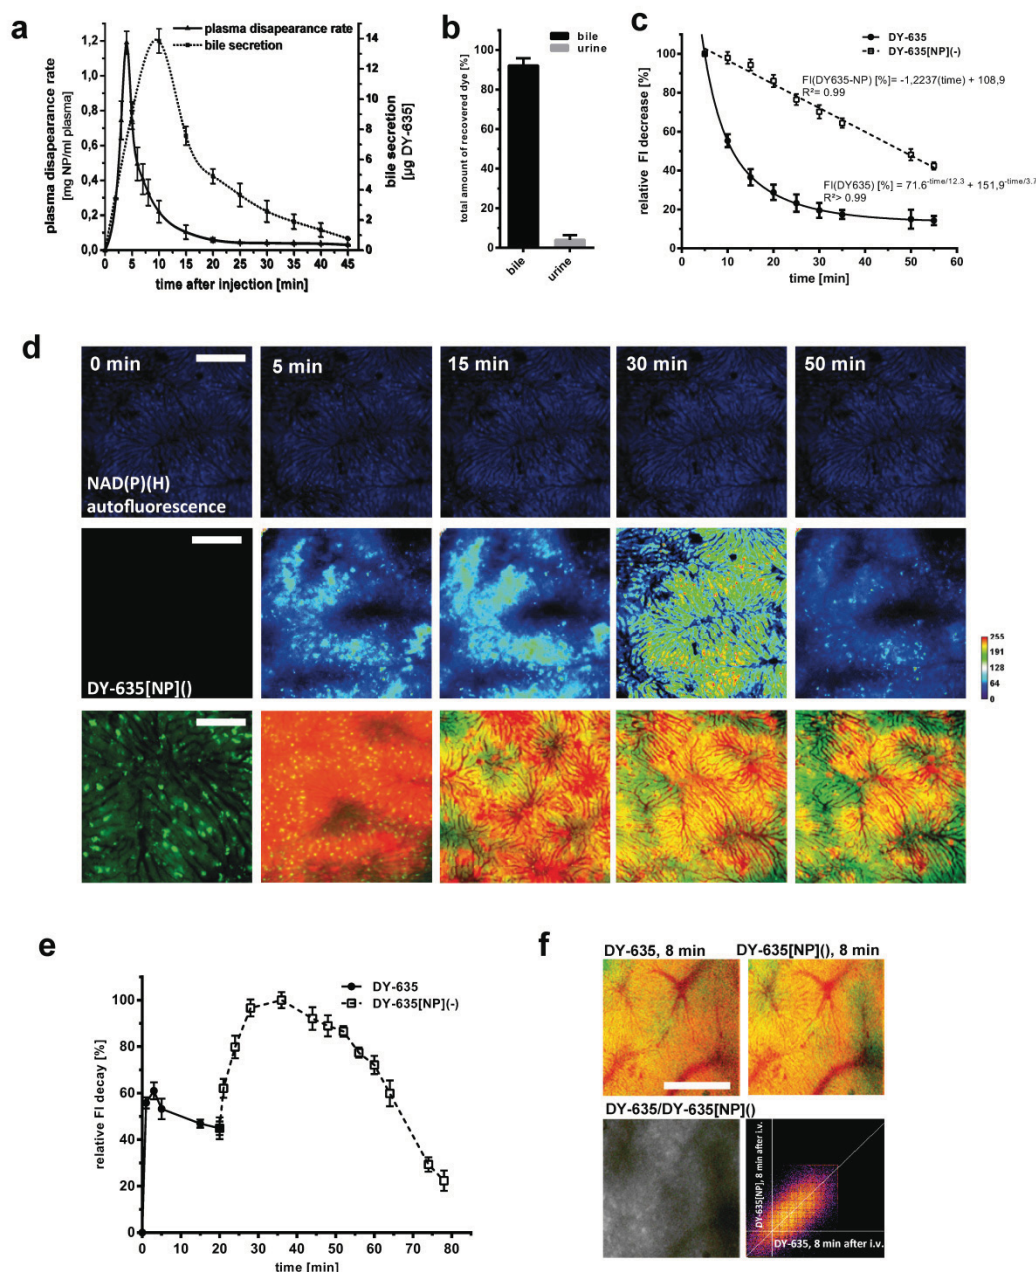 a
plasma disapearance rate
bile secretion
plasma disapearance rate
[mg NP/ml plasma]
1,2
1,0
0,8
0,6
0,4
0,2
0,0
14
12
10
8
6
4
2
0
bile secretion
[µg DY-635]
0 5 10 15 20 25 30 35 40 45
time after injection [min]
b
bile
urine
total amount of recovered dye [%]
100
90
80
70
60
50
40
30
20
10
0
bile
urine
c
DY-635
DY-635[NP](-)
FI(DY635-NP) [%]= -1,2237(time) + 108,9
R²= 0.99
FI(DY635) [%] = 71.6-time/12.3 + 151,9-time/3.7
R²> 0.99
relative FI decrease [%]
100
80
60
40
20
0
0 10 20 30 40 50 60
time [min]
d
0 min 5 min 15 min 30 min 50 min
NAD(P)(H)
autofluorescence
DY-635[NP]()
255
191
128
64
0
e
DY-635
DY-635[NP](-)
relative FI decay [%]
100
80
60
40
20
0
0 10 20 30 40 50 60 70 80
time [min]
f
DY-635, 8 min DY-635[NP](), 8 min
DY-635/DY-635[NP]()
DY-635[NP], 8 min after i.v.
DY-635, 8 min after i.v.